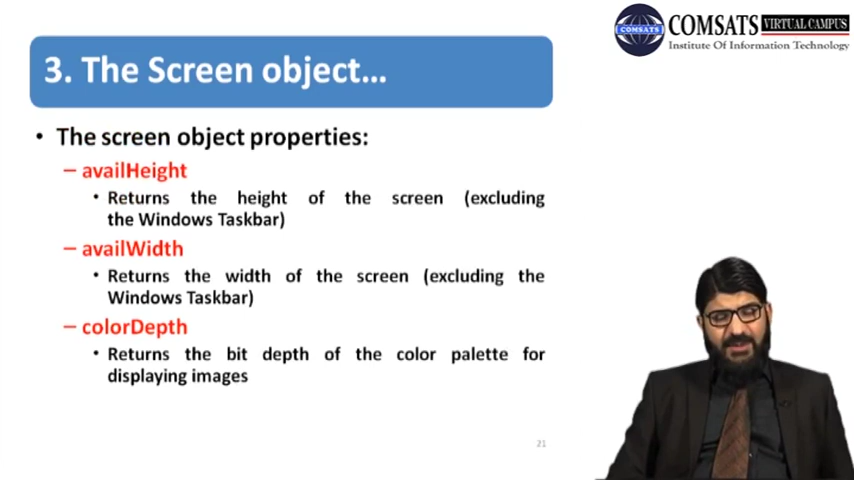 COMSATS VIRTUAL CAMPUS
COMSATS
Institute Of Information Technology
3. The Screen object...
• The screen object properties:
– availHeight
• Returns the height of the screen (excluding
the Windows Taskbar)
– availWidth
• Returns the width of the screen (excluding the
Windows Taskbar)
– colorDepth
• Returns the bit depth of the color palette for
displaying images
21